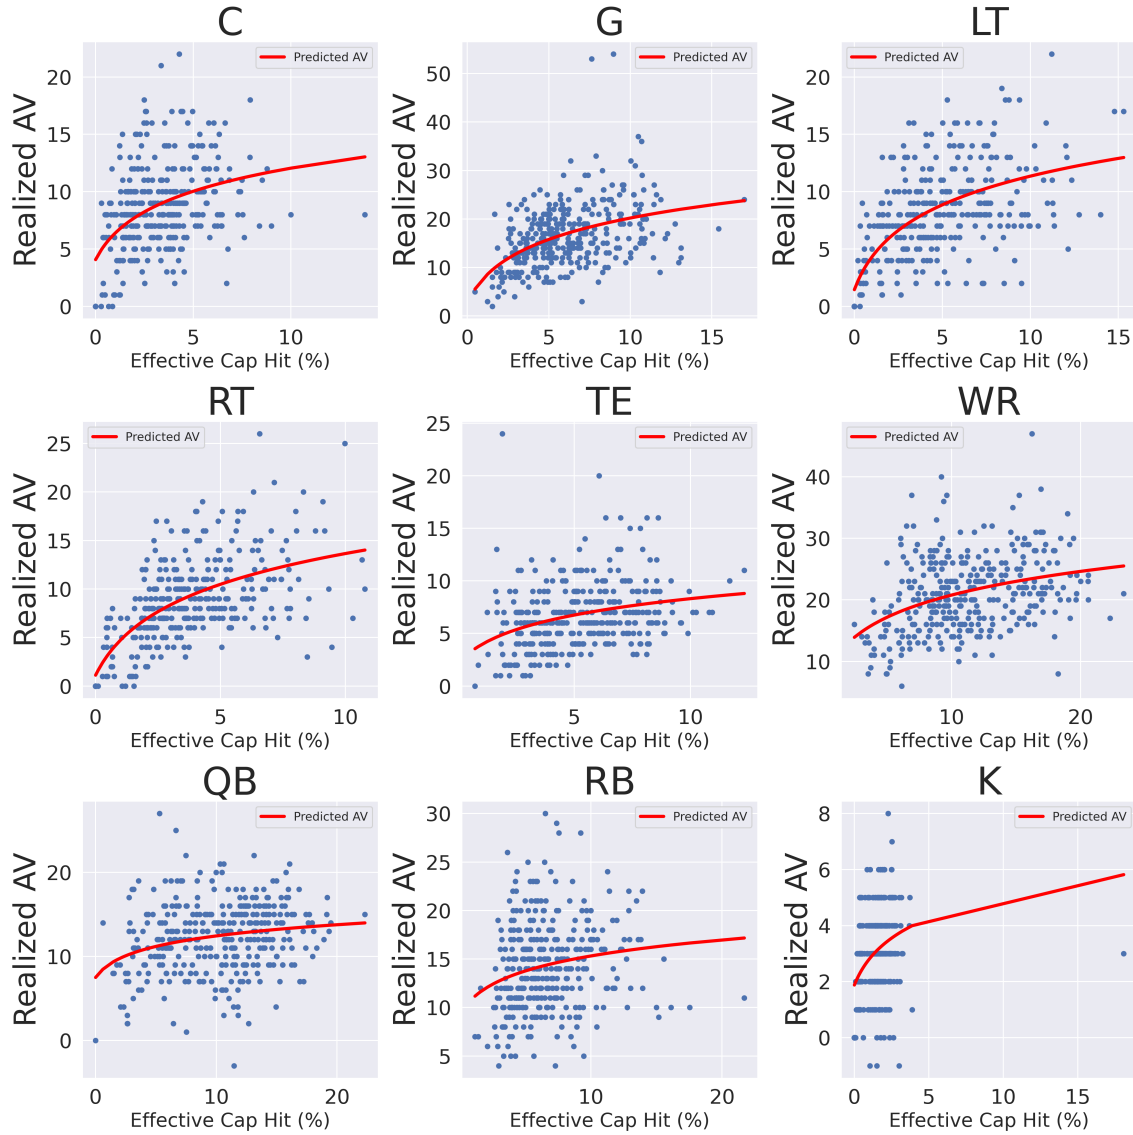 C
G
LT
Predicted AV
Predicted AV
Predicted AV
Realized AV
Realized AV
Realized AV
20
15
10
5
0
50
40
30
20
10
0
20
15
10
5
0
0 5 10
0 5 10 15
0 5 10 15
Effective Cap Hit (%)
Effective Cap Hit (%)
Effective Cap Hit (%)
RT
TE
WR
Predicted AV
Predicted AV
Predicted AV
Realized AV
Realized AV
Realized AV
25
20
15
10
5
0
25
20
15
10
5
0
40
30
20
10
0 5 10
5 10
10 20
Effective Cap Hit (%)
Effective Cap Hit (%)
Effective Cap Hit (%)
QB
RB
K
Predicted AV
Predicted AV
Predicted AV
Realized AV
Realized AV
Realized AV
20
10
0
30
25
20
15
10
5
8
6
4
2
0
0 10 20
10 20
0 5 10 15
Effective Cap Hit (%)
Effective Cap Hit (%)
Effective Cap Hit (%)